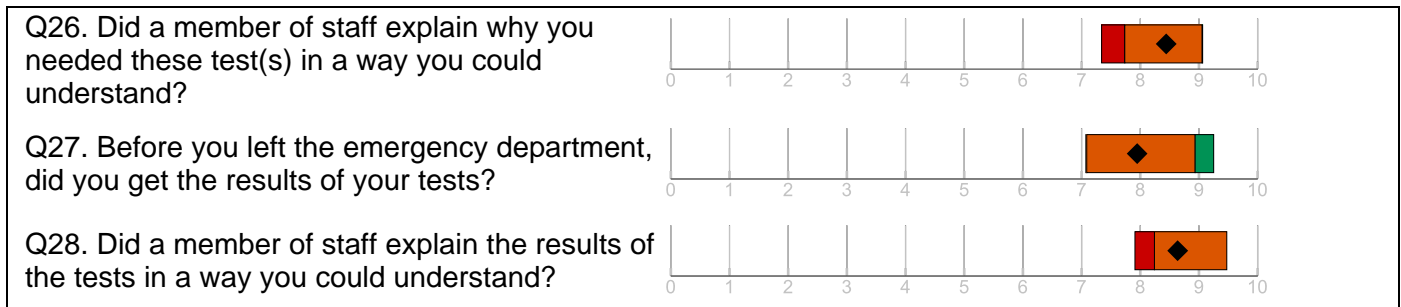 Q26. Did a member of staff explain why you
needed these test(s) in a way you could
understand?
0 1 2 3 4 5 6 7 8 9 10
Q27. Before you left the emergency department,
did you get the results of your tests?
0 1 2 3 4 5 6 7 8 9 10
Q28. Did a member of staff explain the results of
the tests in a way you could understand?
0 1 2 3 4 5 6 7 8 9 10